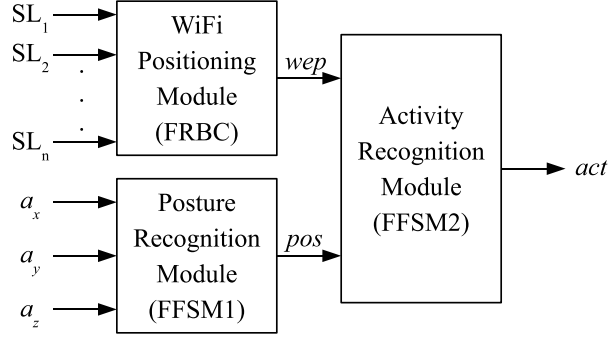 SL1
SL2
SLn
WiFi
Positioning
Module
(FRBC)
wep
ax
ay
az
Posture
Recognition
Module
(FFSM1)
pos
Activity
Recognition
Module
(FFSM2)
act